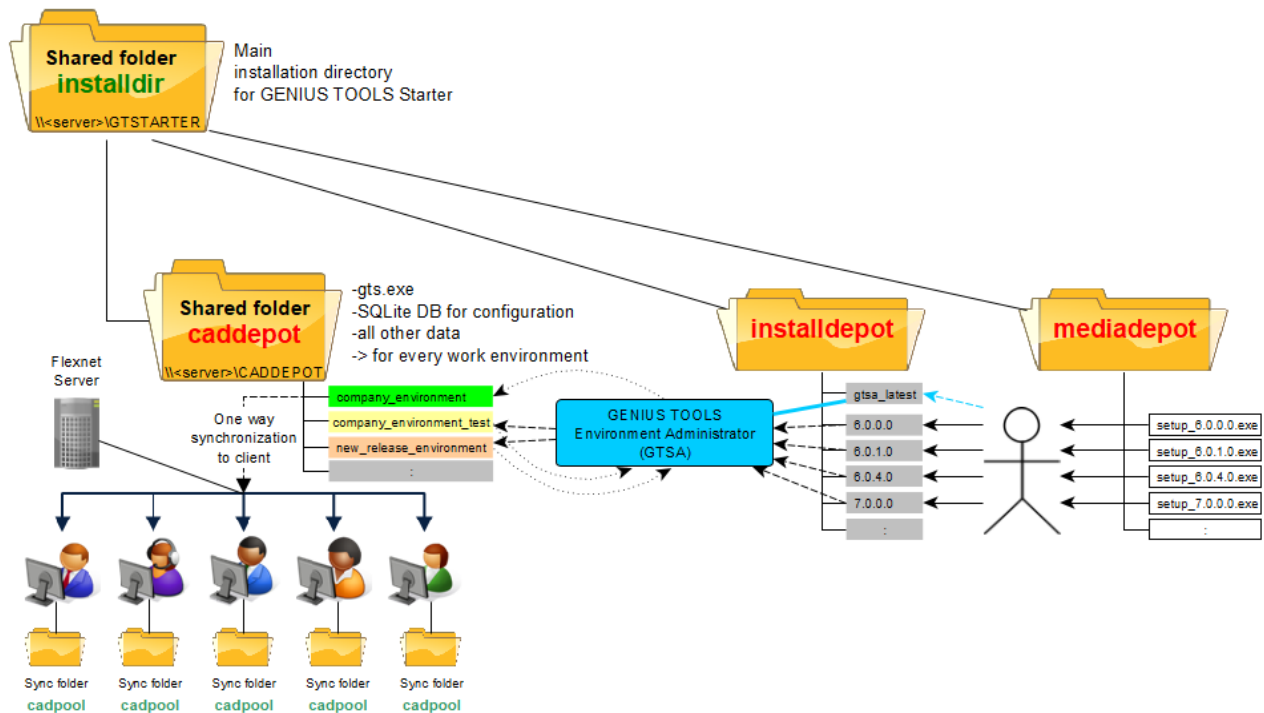 Shared folder
installdir
\\<server>\GTSTARTER
Main
installation directory
for GENIUS TOOLS Starter
Shared folder
caddepot
\\<server>\CADDEPOT
-gts.exe
-SQLite DB for configuration
-all other data
-> for every work environment
installdepot
mediadepot
Flexnet
Server
One way
synchronization
to client
company_environment
company_environment_test
new_release_environment
:
GENIUS TOOLS
Environment Administrator
(GTSA)
gtsa_latest
6.0.0.0
6.0.1.0
6.0.4.0
7.0.0.0
:
setup_6.0.0.0.exe
setup_6.0.1.0.exe
setup_6.0.4.0.exe
setup_7.0.0.0.exe
:
Sync folder
cadpool
Sync folder
cadpool
Sync folder
cadpool
Sync folder
cadpool
Sync folder
cadpool